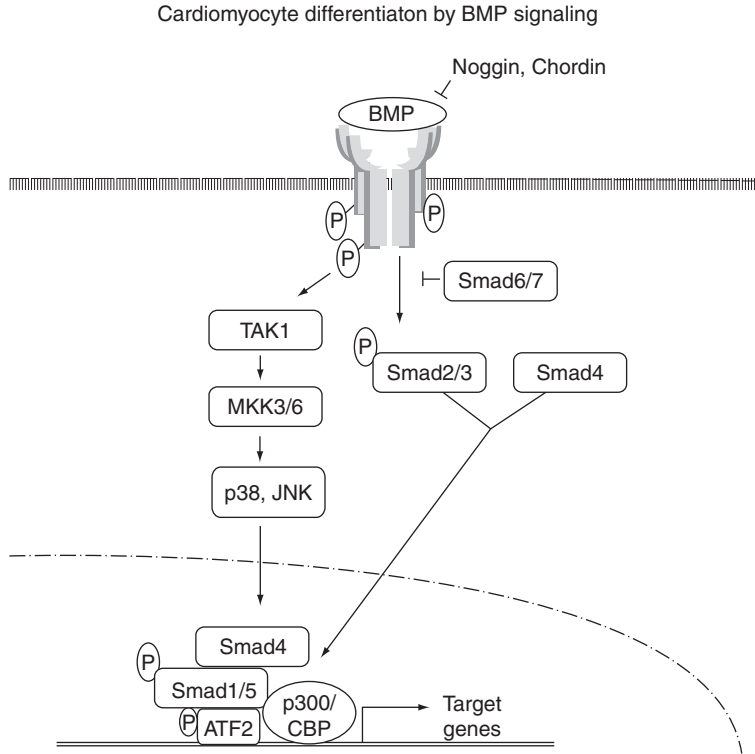 Cardiomyocyte differentiaton by BMP signaling
Noggin, Chordin
BMP
P
P
P
Smad6/7
TAK1
P
Smad2/3
Smad4
MKK3/6
p38, JNK
Smad4
P
Smad1/5
p300/
CBP
Target
genes
P
ATF2